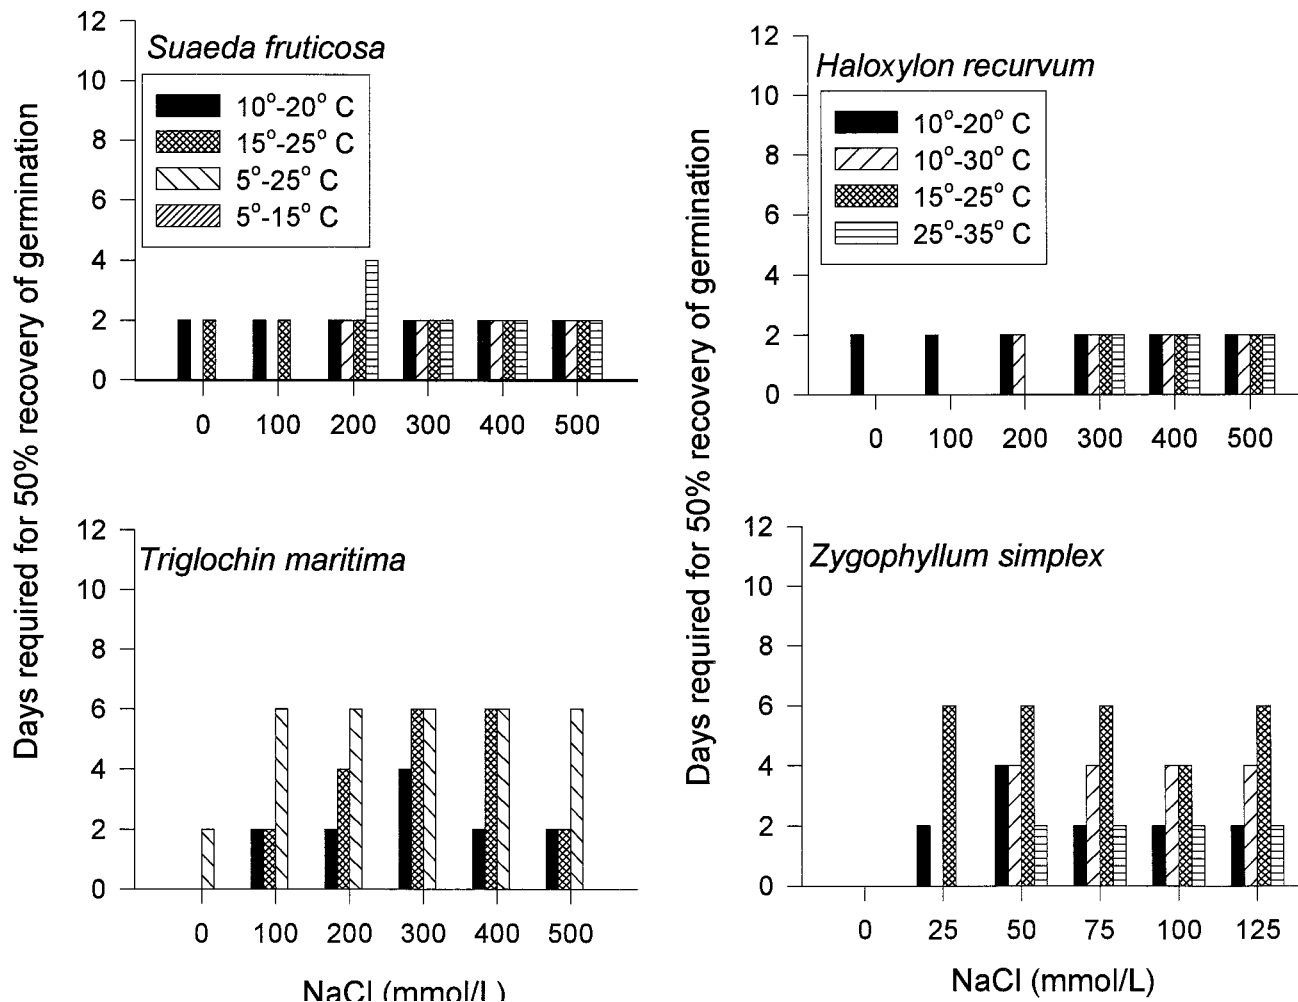 Days required for 50% recovery of germination
12
10
8
6
4
2
0
Suaeda fruticosa
10°-20° C
15°-25° C
5°-25° C
5°-15° C
0 100 200 300 400 500
Days required for 50% recovery of germination
12
10
8
6
4
2
0
Haloxylon recurvum
10°-20° C
10°-30° C
15°-25° C
25°-35° C
0 100 200 300 400 500
12
10
8
6
4
2
0
Triglochin maritima
0 100 200 300 400 500
NaCl (mmol/L)
12
10
8
6
4
2
0
Zygophyllum simplex
0 25 50 75 100 125
NaCl (mmol/L)